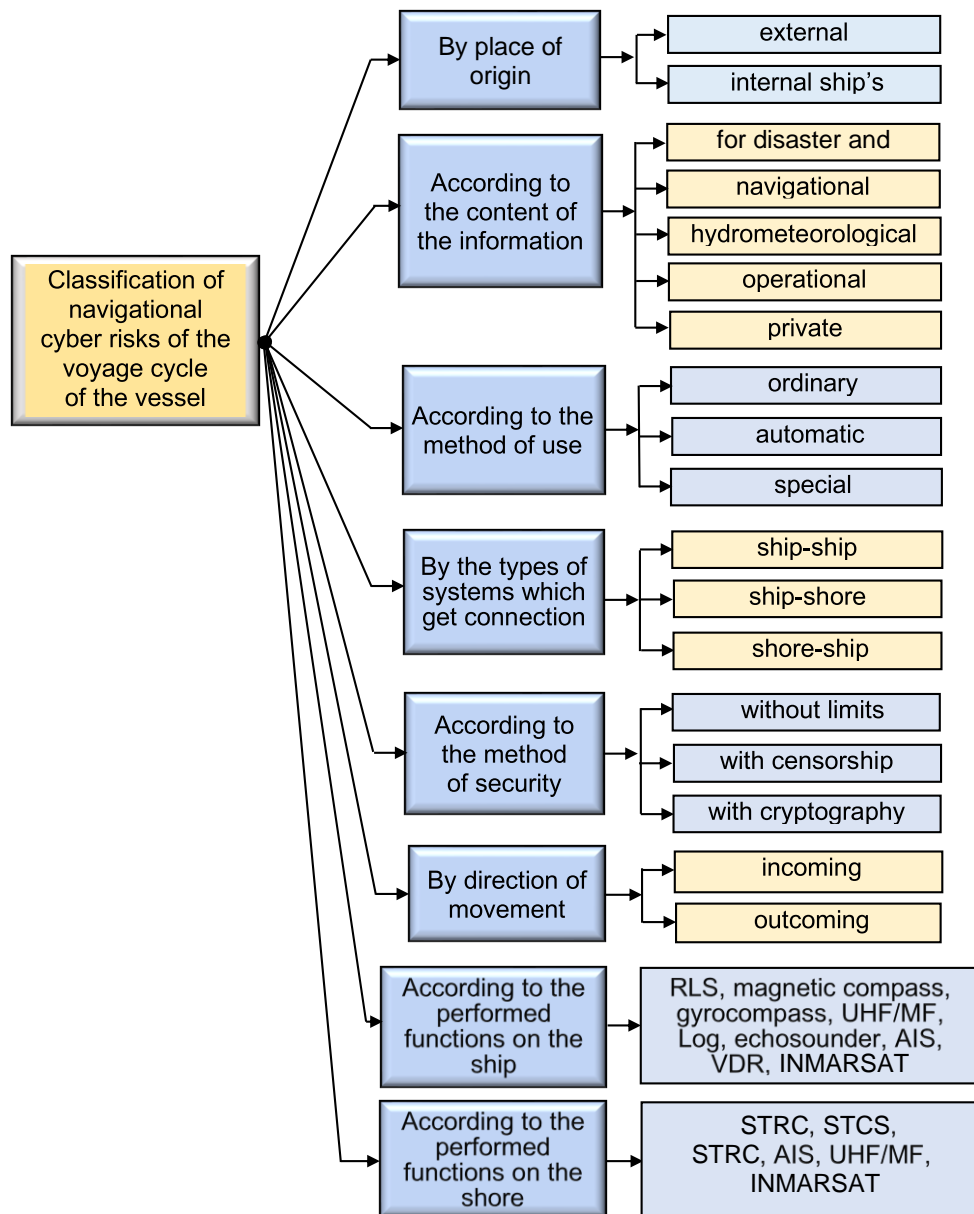 By place of
origin
external
internal ship's
According to
the content of
the information
for disaster and
navigational
hydrometeorological
operational
private
Classification of
navigational
cyber risks of the
voyage cycle
of the vessel
According to the
method of use
ordinary
automatic
special
By the types of
systems which
get connection
ship-ship
ship-shore
shore-ship
According to
the method
of security
without limits
with censorship
with cryptography
By direction of
movement
incoming
outcoming
According to the
performed
functions on the
ship
RLS, magnetic compass,
gyrocompass, UHF/MF,
Log, echosounder, AIS,
VDR, INMARSAT
According to the
performed
functions on the
shore
STRC, STCS,
STRC, AIS, UHF/MF,
INMARSAT